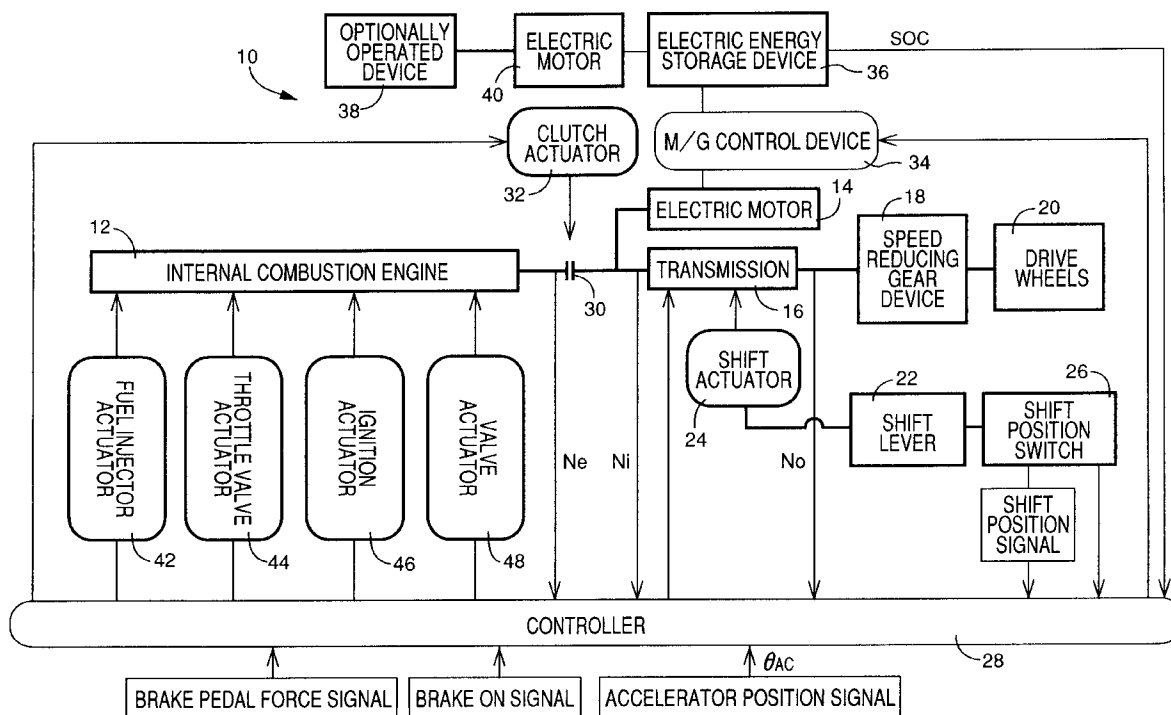 OPTIONALLY
OPERATED
DEVICE
38
ELECTRIC
MOTOR
40
ELECTRIC ENERGY
STORAGE DEVICE
36
SOC
10
CLUTCH
ACTUATOR
32
M/G CONTROL DEVICE
34
14
ELECTRIC MOTOR
12
INTERNAL COMBUSTION ENGINE
30
TRANSMISSION
16
18
SPEED
REDUCING
GEAR
DEVICE
20
DRIVE
WHEELS
SHIFT
ACTUATOR
24
22
SHIFT
LEVER
26
SHIFT
POSITION
SWITCH
FUEL INJECTOR
ACTUATOR
42
THROTTLE VALVE
ACTUATOR
44
IGNITION
ACTUATOR
46
VALVE
ACTUATOR
48
Ne
Ni
No
SHIFT
POSITION
SIGNAL
CONTROLLER
28
θAC
BRAKE PEDAL FORCE SIGNAL
BRAKE ON SIGNAL
ACCELERATOR POSITION SIGNAL